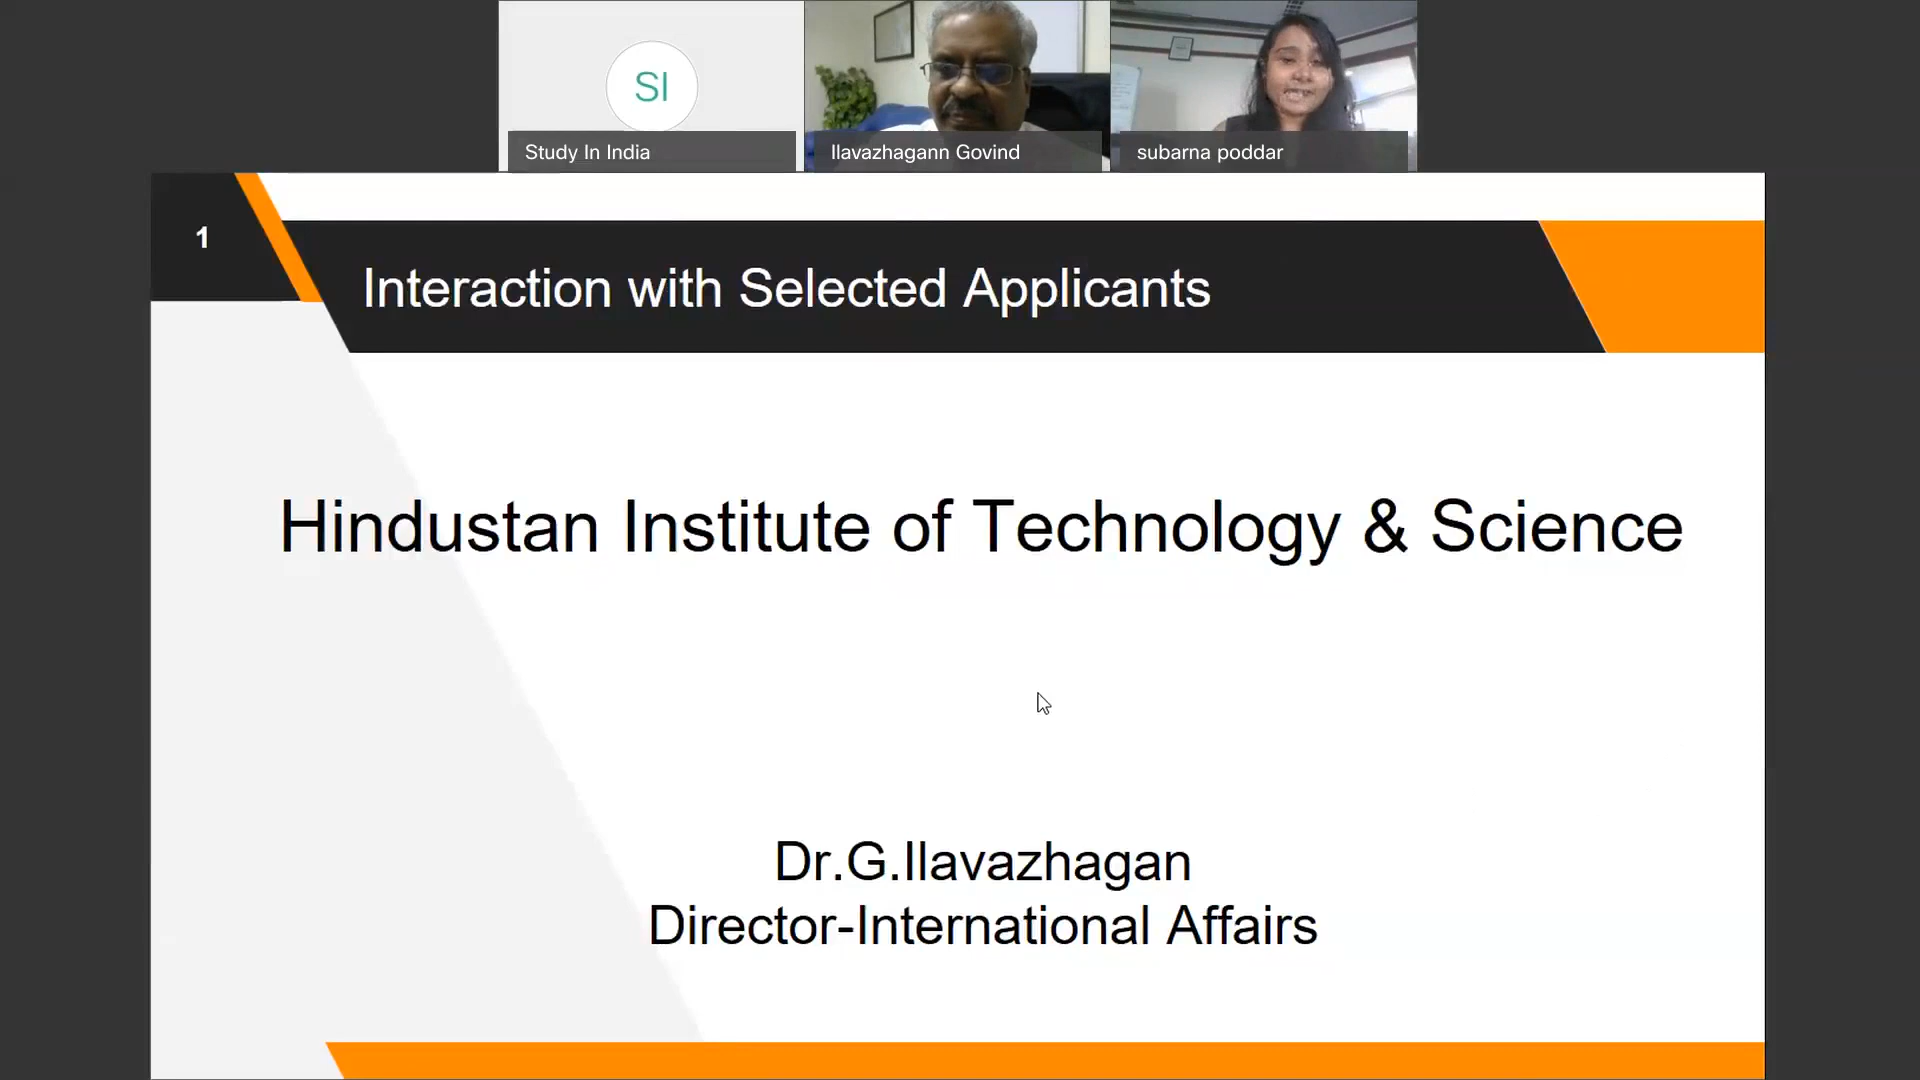 SI
Study In India
Ilavazhagann Govind
subarna poddar
1
Interaction with Selected Applicants
Hindustan Institute of Technology & Science
Dr.G.Ilavazhagan
Director-International Affairs